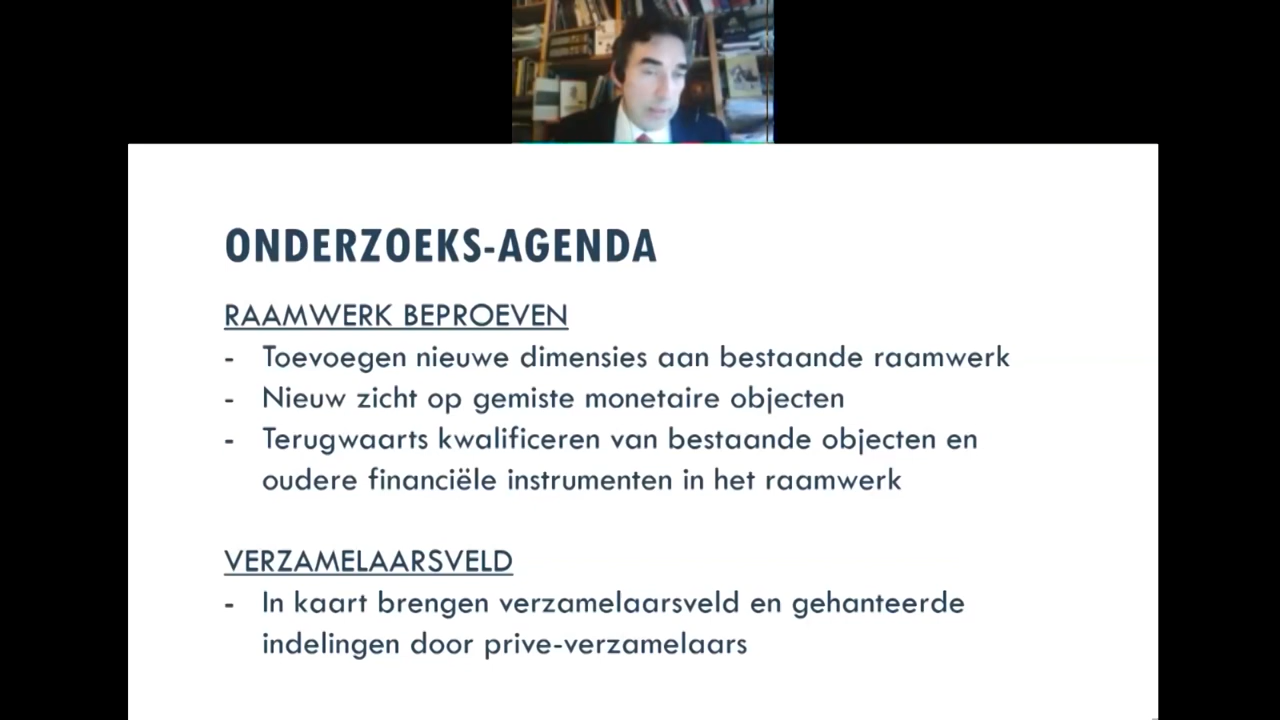 ONDERZOEKS-AGENDA
RAAMWERK BEPROEVEN
- Toevoegen nieuwe dimensies aan bestaande raamwerk
- Nieuw zicht op gemiste monetaire objecten
- Terugwaarts kwalificeren van bestaande objecten en
oudere financiële instrumenten in het raamwerk
VERZAMELAARSVELD
- In kaart brengen verzamelaarsveld en gehanteerde
indelingen door prive-verzamelaars